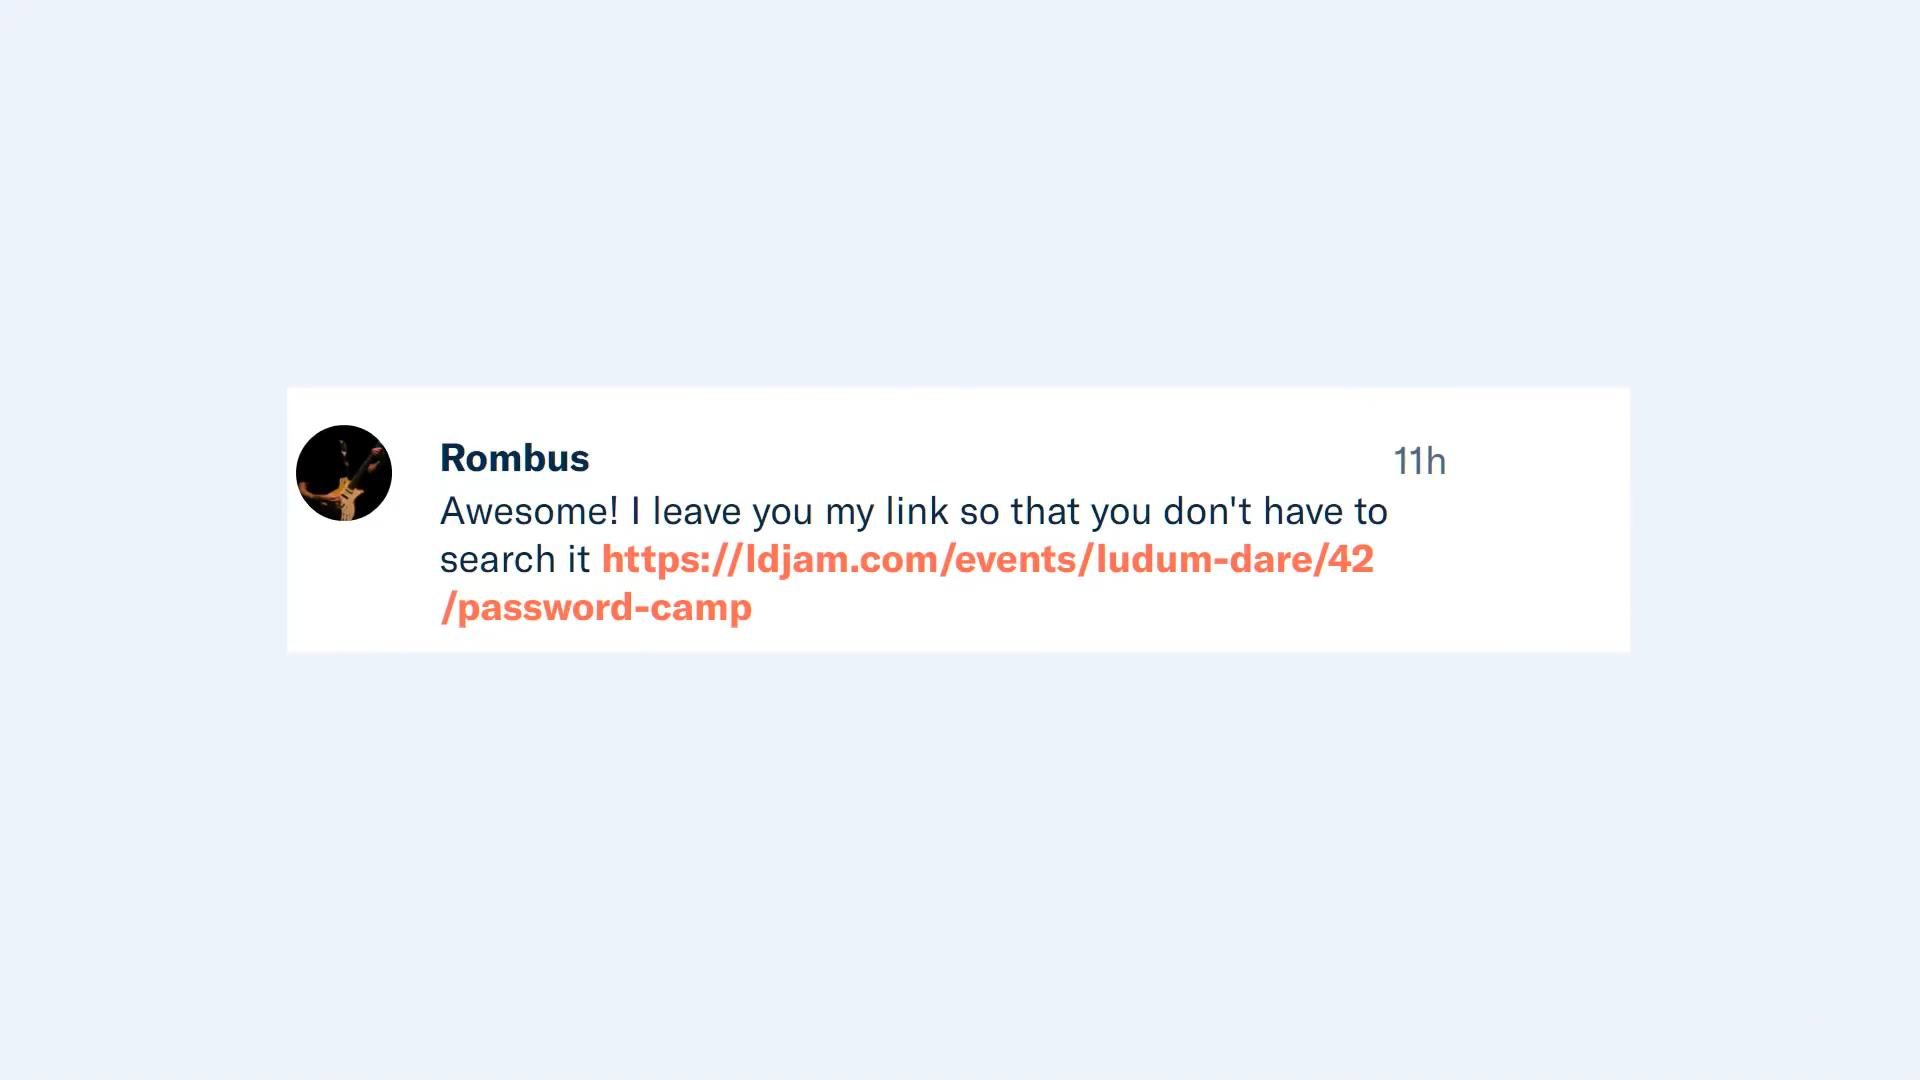 Rombus 11h
Awesome! I leave you my link so that you don't have to
search it https://ldjam.com/events/ludum-dare/42
/password-camp